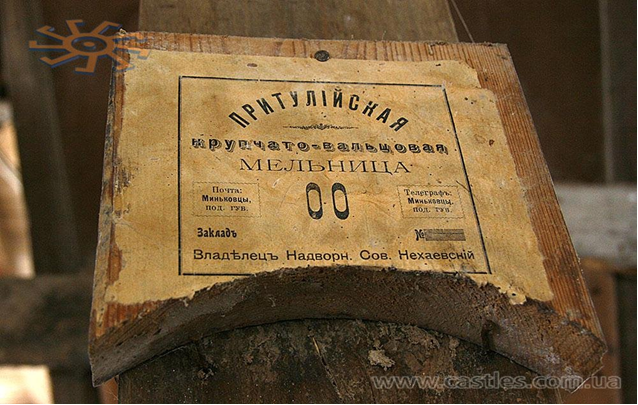 ПРИТУЛІЙСКАЯ
крупчато-вальцовая
МЕЛЬНИЦА
Почта:
Миньковцы,
под. губ.
00
Телеграфъ:
Миньковцы,
под. губ.
Закладъ
№
Владѣлецъ Надворн. Сов. Нехаевскій
www.castles.com.ua